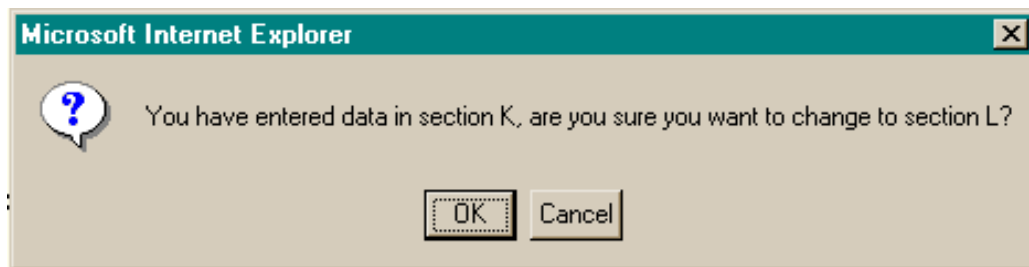 Microsoft Internet Explorer
You have entered data in section K, are you sure you want to change to section L?
OK Cancel